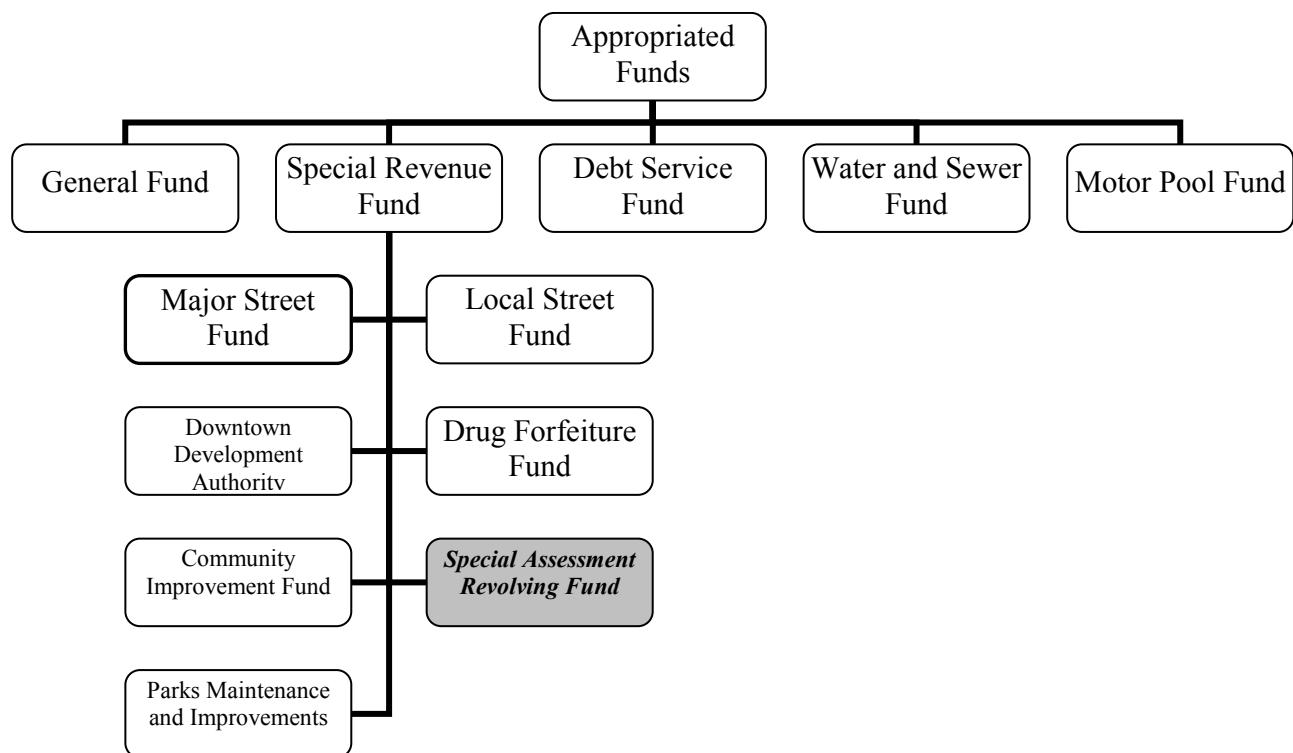 Appropriated
Funds
General Fund
Special Revenue
Fund
Debt Service
Fund
Water and Sewer
Fund
Motor Pool Fund
Major Street
Fund
Local Street
Fund
Downtown
Development
Authority
Drug Forfeiture
Fund
Community
Improvement Fund
Special Assessment
Revolving Fund
Parks Maintenance
and Improvements